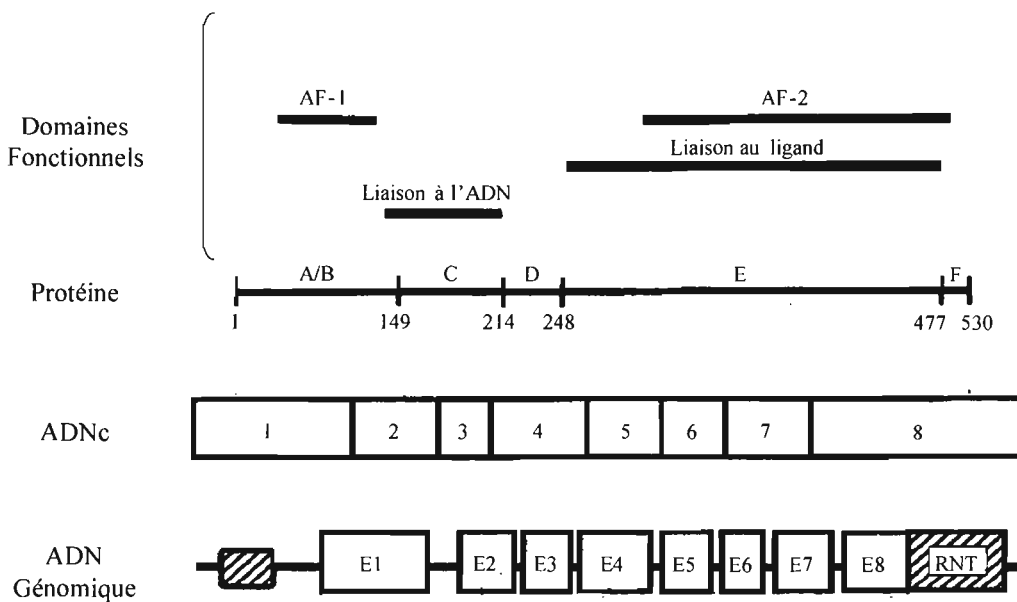 AF-1
AF-2
Domaines
Fonctionnels
Liaison au ligand
Liaison à l'ADN
A/B C D E F
Protéine
1 149 214 248 477 530
ADNc
1 2 3 4 5 6 7 8
ADN
Génomique
E1 E2 E3 E4 E5 E6 E7 E8 RNT